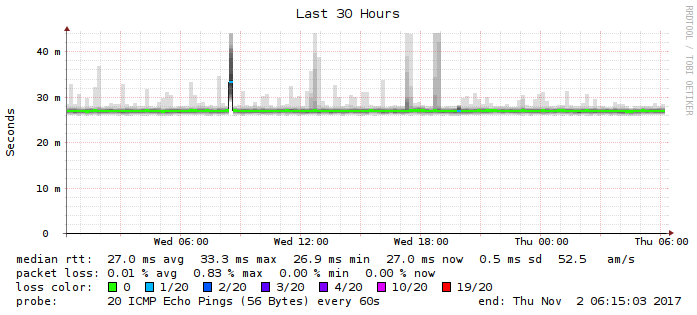 Last 30 Hours
RRDTOOL / TOBI OETIKER
Seconds
40 m
30 m
20 m
10 m
0
Wed 06:00 Wed 12:00 Wed 18:00 Thu 00:00 Thu 06:00
median rtt: 27.0 ms avg 33.3 ms max 26.9 ms min 27.0 ms now 0.5 ms sd 52.5 am/s
packet loss: 0.01 % avg 0.83 % max 0.00 % min 0.00 % now
loss color: 0 1/20 2/20 3/20 4/20 10/20 19/20
probe: 20 ICMP Echo Pings (56 Bytes) every 60s end: Thu Nov 2 06:15:03 2017